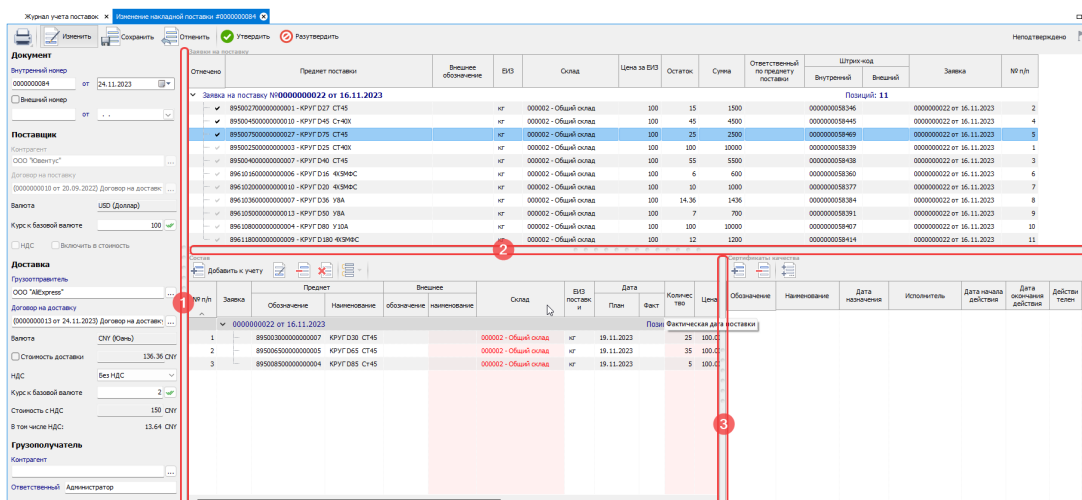 Журнал учета поставок × Изменение накладной поставки #0000000084
Изменить Сохранить Отменить Утвердить Разутвердить Неподтверждено
Документ
Внутренний номер
0000000084 от 24.11.2023
Внешний номер
от . .
Поставщик
Контрагент
ООО "Ювентус" ...
Договор на поставку
(0000000010 от 20.09.2022) Договор на доставк ...
Валюта USD (Доллар)
Курс к базовой валюте 100
НДС Включить в стоимость
Доставка
Грузоотправитель
ООО "AliExpress" ...
Договор на доставку
(0000000013 от 24.11.2023) Договор на доставк ...
Валюта CNY (Юань)
Стоимость доставки 136.36 CNY
НДС Без НДС
Курс к базовой валюте 2
Стоимость с НДС 150 CNY
В том числе НДС: 13.64 CNY
Грузополучатель
Контрагент
...
Ответственный Администратор
Заявки на поставку
Отмечено Предмет поставки Внешнее обозначение ЕИЗ Склад Цена за ЕИЗ Остаток Сумма Ответственный по предмету поставки Штрих-код Внутренний Внешний Заявка № п/п
Заявка на поставку №0000000022 от 16.11.2023 Позиций: 11
895002700000000001 - КРУГ D27 СТ45 кг 000002 - Общий склад 100 15 1500 0000000058346 0000000022 от 16.11.2023 2
895004500000000010 - КРУГ D45 Ст40Х кг 000002 - Общий склад 100 45 4500 0000000058445 0000000022 от 16.11.2023 4
895007500000000027 - КРУГ D75 СТ45 кг 000002 - Общий склад 100 25 2500 0000000058469 0000000022 от 16.11.2023 5
895002500000000003 - КРУГ D25 СТ40Х кг 000002 - Общий склад 100 100 10000 0000000058339 0000000022 от 16.11.2023 1
895004000000000007 - КРУГ D40 СТ45 кг 000002 - Общий склад 100 55 5500 0000000058438 0000000022 от 16.11.2023 3
896101600000000006 - КРУГ D16 4Х5МФС кг 000002 - Общий склад 100 6 600 0000000058360 0000000022 от 16.11.2023 6
896102000000000010 - КРУГ D20 4Х5МФС кг 000002 - Общий склад 100 10 1000 0000000058377 0000000022 от 16.11.2023 7
896103600000000007 - КРУГ D36 У8А кг 000002 - Общий склад 100 14.36 1436 0000000058384 0000000022 от 16.11.2023 8
896105000000000013 - КРУГ D50 У8А кг 000002 - Общий склад 100 7 700 0000000058391 0000000022 от 16.11.2023 9
896108000000000004 - КРУГ D80 У10А кг 000002 - Общий склад 100 100 10000 0000000058407 0000000022 от 16.11.2023 10
896118000000000009 - КРУГ D180 4Х5МФС кг 000002 - Общий склад 100 12 1200 0000000058414 0000000022 от 16.11.2023 11
1
2
3
Состав
Добавить к учету
№ п/п Заявка Предмет Обозначение Наименование Внешнее обозначение наименование Склад ЕИЗ поставк и Дата План Факт Количес тво Цена
0000000022 от 16.11.2023 Пози
Фактическая дата поставки
1 895003000000000007 КРУГ D30 СТ45 000002 - Общий склад кг 19.11.2023 25 100.0
2 895006500000000005 КРУГ D65 СТ45 000002 - Общий склад кг 19.11.2023 35 100.0
3 895008500000000004 КРУГ D85 Ст45 000002 - Общий склад кг 19.11.2023 5 100.0
Сертификаты качества
Обозначение Наименование Дата назначения Исполнитель Дата начала действия Дата окончания действия Действи телен